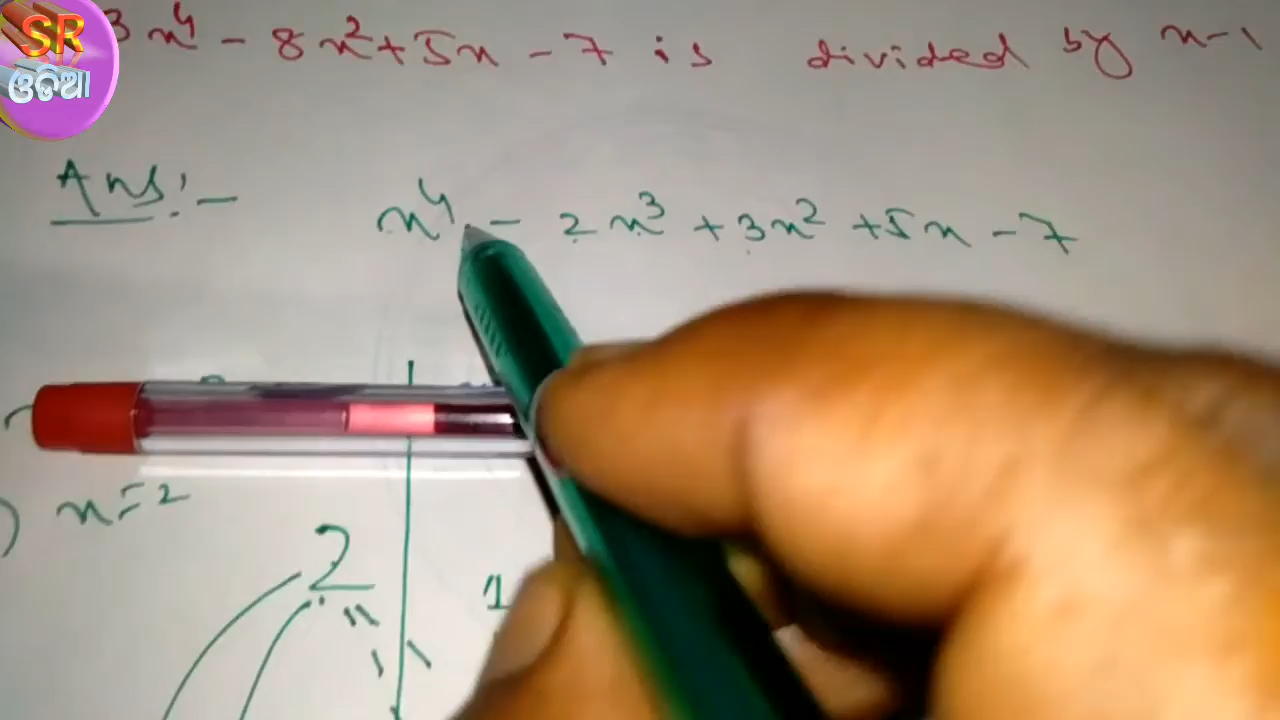 SR
ଓଡିଆ
3x⁴ - 8x² + 5x - 7 is divided by x-1
Ans:- x⁴ - 2x³ + 3x² + 5x - 7
) x = 2
2
1